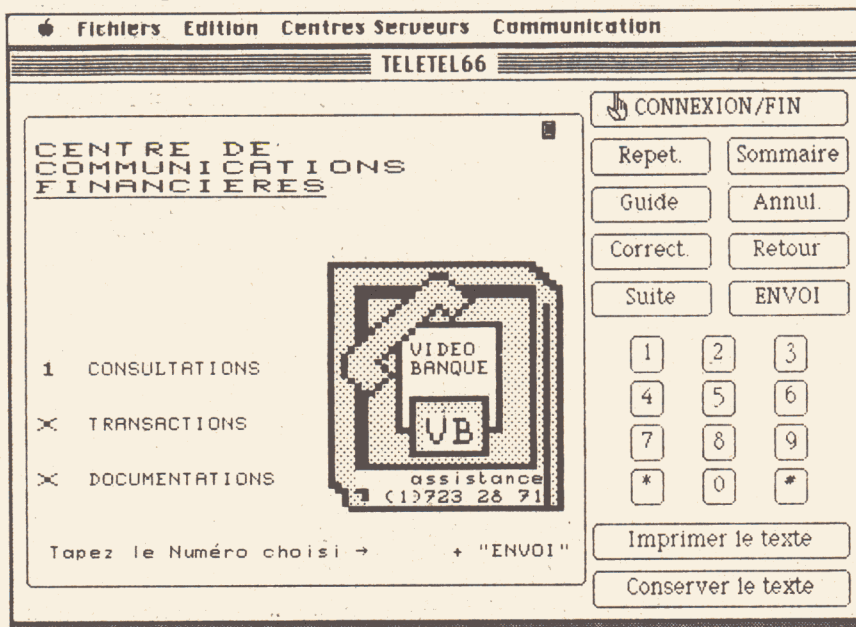 Fichiers Edition Centres Serveurs Communication
TELETEL66
CENTRE DE
COMMUNICATIONS
FINANCIERES
1 CONSULTATIONS
× TRANSACTIONS
× DOCUMENTATIONS
VIDEO
BANQUE
VB
assistance
(1)723 28 71
Tapez le Numéro choisi → + "ENVOI"
CONNEXION/FIN
Repet. Sommaire
Guide Annul.
Correct. Retour
Suite ENVOI
1 2 3
4 5 6
7 8 9
* 0 #
Imprimer le texte
Conserver le texte